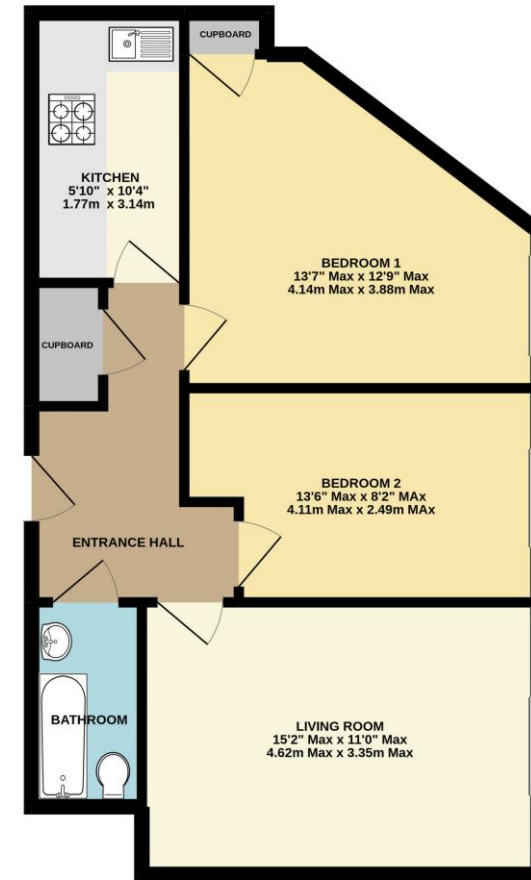 CUPBOARD
KITCHEN
5'10" x 10'4"
1.77m x 3.14m
BEDROOM 1
13'7" Max x 12'9" Max
4.14m Max x 3.88m Max
CUPBOARD
BEDROOM 2
13'6" Max x 8'2" MAx
4.11m Max x 2.49m MAx
ENTRANCE HALL
BATHROOM
LIVING ROOM
15'2" Max x 11'0" Max
4.62m Max x 3.35m Max